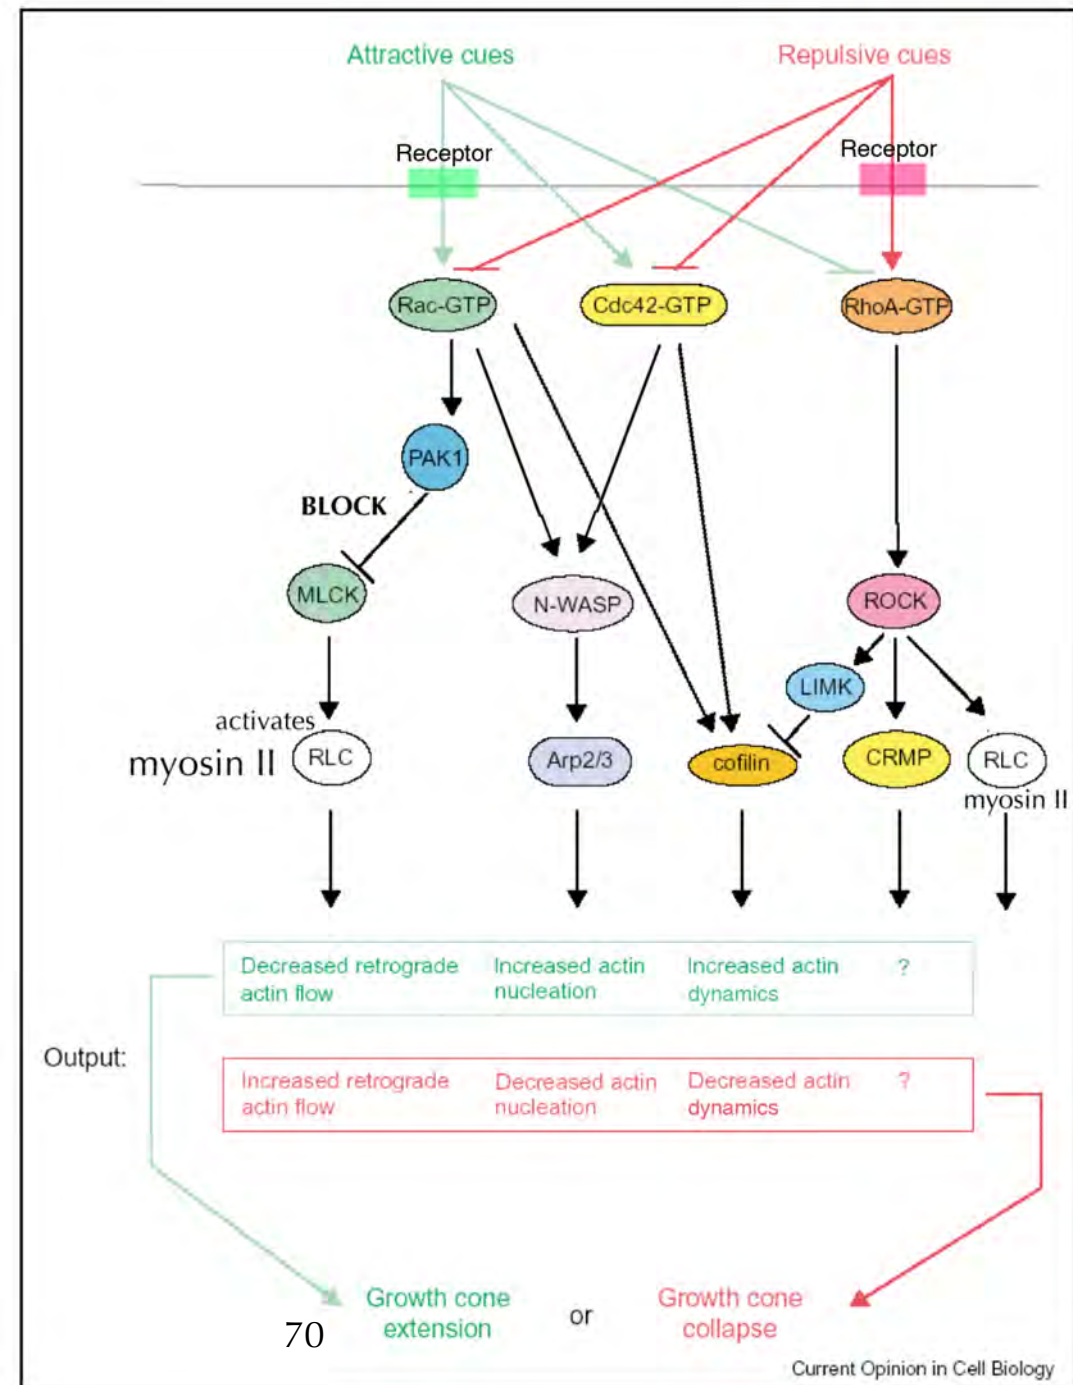 Attractive cues
Repulsive cues
Receptor
Receptor
Rac-GTP
Cdc42-GTP
RhoA-GTP
PAK1
BLOCK
MLCK
N-WASP
ROCK
LIMK
activates
myosin II
RLC
Arp2/3
cofilin
CRMP
RLC
myosin II
Decreased retrograde
actin flow
Increased actin
nucleation
Increased actin
dynamics
?
Output:
Increased retrograde
actin flow
Decreased actin
nucleation
Decreased actin
dynamics
?
Growth cone
extension
or
Growth cone
collapse
70
Current Opinion in Cell Biology